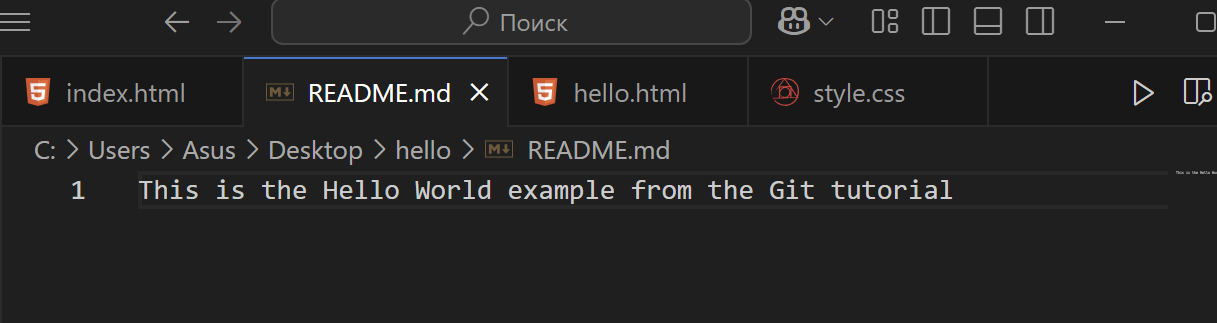 Поиск
index.html README.md hello.html style.css
C: > Users > Asus > Desktop > hello > README.md
1 This is the Hello World example from the Git tutorial